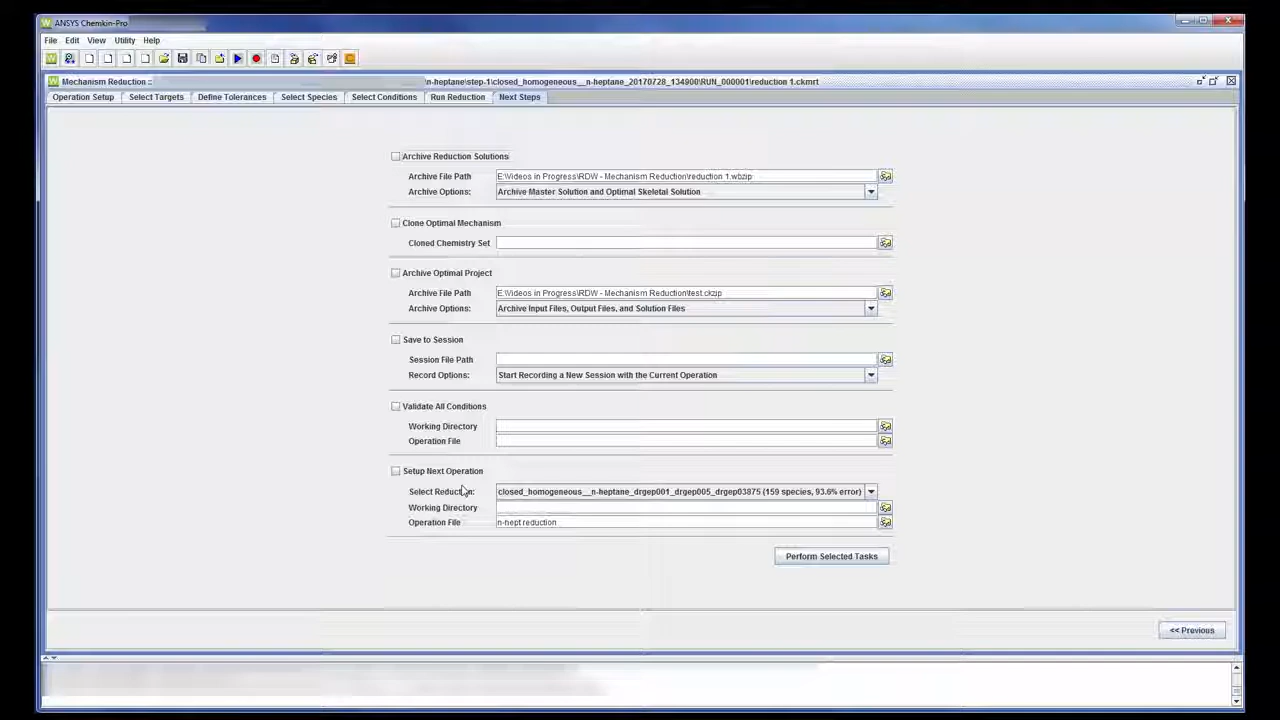 ANSYS Chemkin-Pro
File Edit View Utility Help
Mechanism Reduction :: \n-heptane\step-1\closed_homogeneous__n-heptane_20170728_134900\RUN_000001\reduction 1.ckmrt
Operation Setup Select Targets Define Tolerances Select Species Select Conditions Run Reduction Next Steps
Archive Reduction Solutions
Archive File Path E:\Videos in Progress\RDW - Mechanism Reduction\reduction 1.wbzip
Archive Options: Archive Master Solution and Optimal Skeletal Solution
Clone Optimal Mechanism
Cloned Chemistry Set
Archive Optimal Project
Archive File Path E:\Videos in Progress\RDW - Mechanism Reduction\test.ckzip
Archive Options: Archive Input Files, Output Files, and Solution Files
Save to Session
Session File Path
Record Options: Start Recording a New Session with the Current Operation
Validate All Conditions
Working Directory
Operation File
Setup Next Operation
Select Reduction: closed_homogeneous__n-heptane_drgep001_drgep005_drgep03875 (159 species, 93.6% error)
Working Directory
Operation File n-hept reduction
Perform Selected Tasks
<< Previous